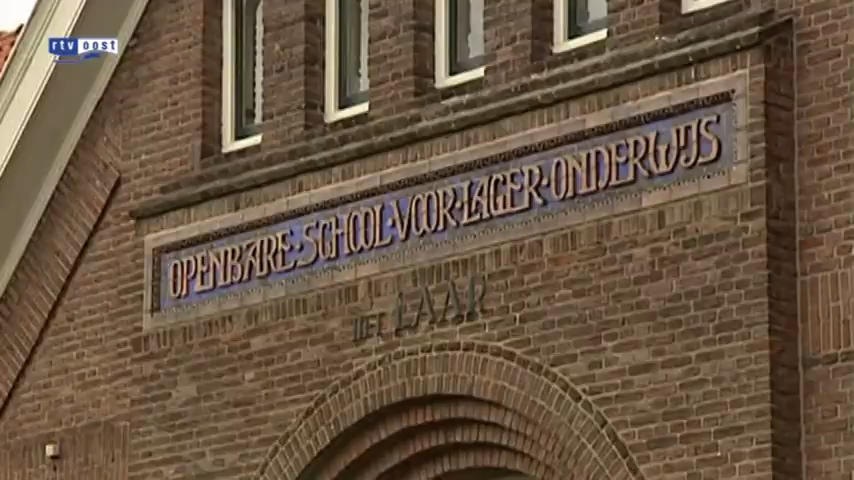 rtv oost
OPENBARE·SCHOOL·VOOR·LAGER·ONDERWIJS
HET LAAR